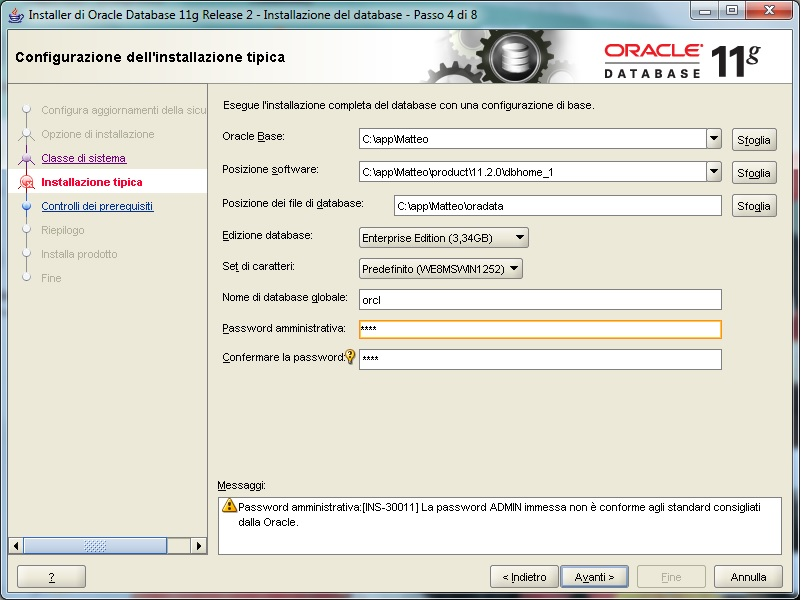 Installer di Oracle Database 11g Release 2 - Installazione del database - Passo 4 di 8
Configurazione dell'installazione tipica
ORACLE
DATABASE
11g
Configura aggiornamenti della sicu
Opzione di installazione
Classe di sistema
Installazione tipica
Controlli dei prerequisiti
Riepilogo
Installa prodotto
Fine
Esegue l'installazione completa del database con una configurazione di base.
Oracle Base: C:\app\Matteo Sfoglia
Posizione software: C:\app\Matteo\product\11.2.0\dbhome_1 Sfoglia
Posizione dei file di database: C:\app\Matteo\oradata Sfoglia
Edizione database: Enterprise Edition (3,34GB)
Set di caratteri: Predefinito (WE8MSWIN1252)
Nome di database globale: orcl
Password amministrativa: ****
Confermare la password: ****
Messaggi:
Password amministrativa:[INS-30011] La password ADMIN immessa non è conforme agli standard consigliati
dalla Oracle.
? < Indietro Avanti > Fine Annulla